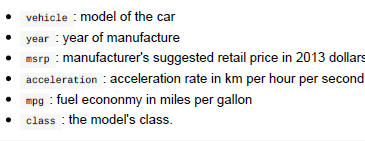 vehicle : model of the car
year : year of manufacture
msrp : manufacturer's suggested retail price in 2013 dollars
acceleration : acceleration rate in km per hour per second
mpg : fuel econonmy in miles per gallon
class : the model's class.